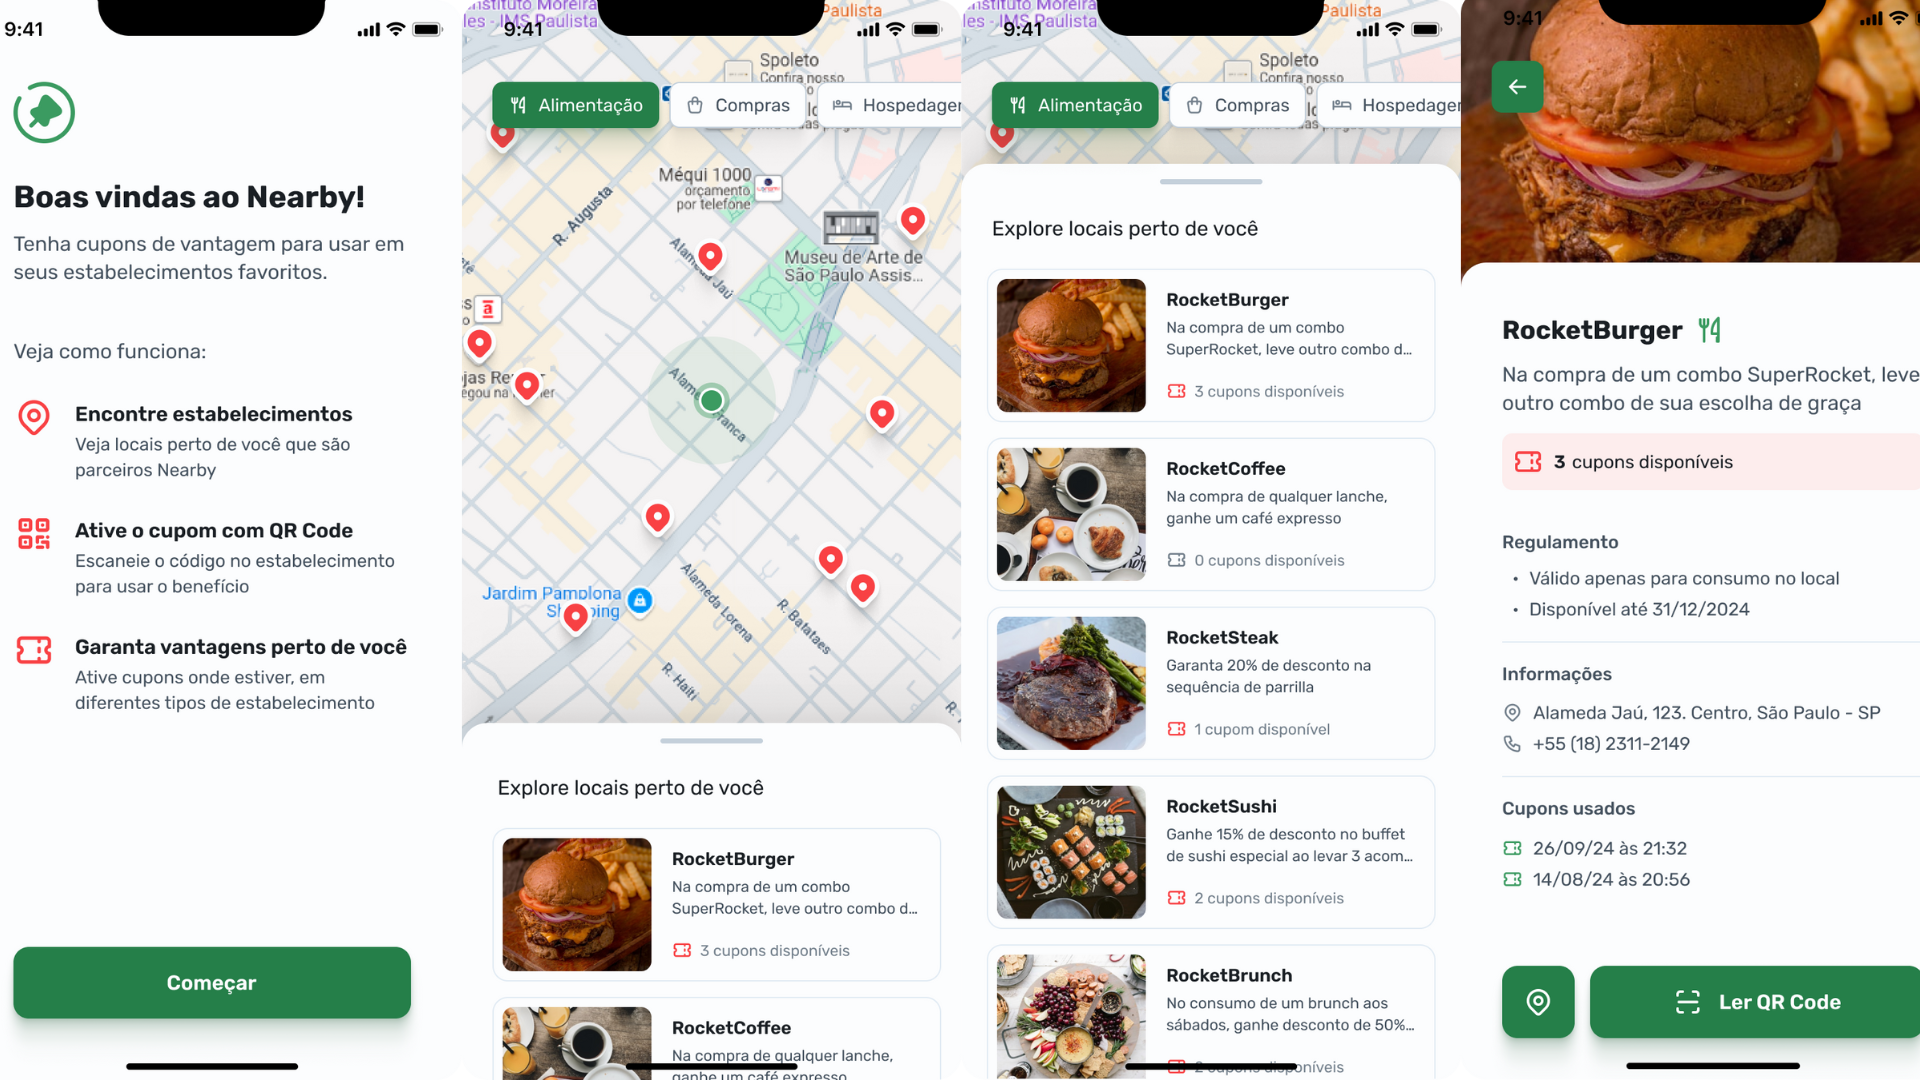 9:41
Boas vindas ao Nearby!
Tenha cupons de vantagem para usar em
seus estabelecimentos favoritos.
Veja como funciona:
Encontre estabelecimentos
Veja locais perto de você que são
parceiros Nearby
Ative o cupom com QR Code
Escaneie o código no estabelecimento
para usar o benefício
Garanta vantagens perto de você
Ative cupons onde estiver, em
diferentes tipos de estabelecimento
Começar
Instituto Moreira
les - IMS Paulista
Paulista
9:41
Spoleto
Confira nosso
Alimentação
Compras
Hospedagen
Méqui 1000
orçamento
por telefone
R. Augusta
Museu de Arte de
São Paulo Assis...
Alameda Jaú
Alameda Franca
Jardim Pamplona
Shopping
Alameda Lorena
R. Batataes
R. Haiti
Explore locais perto de você
RocketBurger
Na compra de um combo
SuperRocket, leve outro combo d...
3 cupons disponíveis
RocketCoffee
Na compra de qualquer lanche,
ganhe um café expresso
Instituto Moreira
les - IMS Paulista
Paulista
9:41
Spoleto
Confira nosso
Alimentação
Compras
Hospedagen
Explore locais perto de você
RocketBurger
Na compra de um combo
SuperRocket, leve outro combo d...
3 cupons disponíveis
RocketCoffee
Na compra de qualquer lanche,
ganhe um café expresso
0 cupons disponíveis
RocketSteak
Garanta 20% de desconto na
sequência de parrilla
1 cupom disponível
RocketSushi
Ganhe 15% de desconto no buffet
de sushi especial ao levar 3 acom...
2 cupons disponíveis
RocketBrunch
No consumo de um brunch aos
sábados, ganhe desconto de 50%...
2 cupons disponíveis
9:41
RocketBurger
Na compra de um combo SuperRocket, leve
outro combo de sua escolha de graça
3 cupons disponíveis
Regulamento
• Válido apenas para consumo no local
• Disponível até 31/12/2024
Informações
Alameda Jaú, 123. Centro, São Paulo - SP
+55 (18) 2311-2149
Cupons usados
26/09/24 às 21:32
14/08/24 às 20:56
Ler QR Code